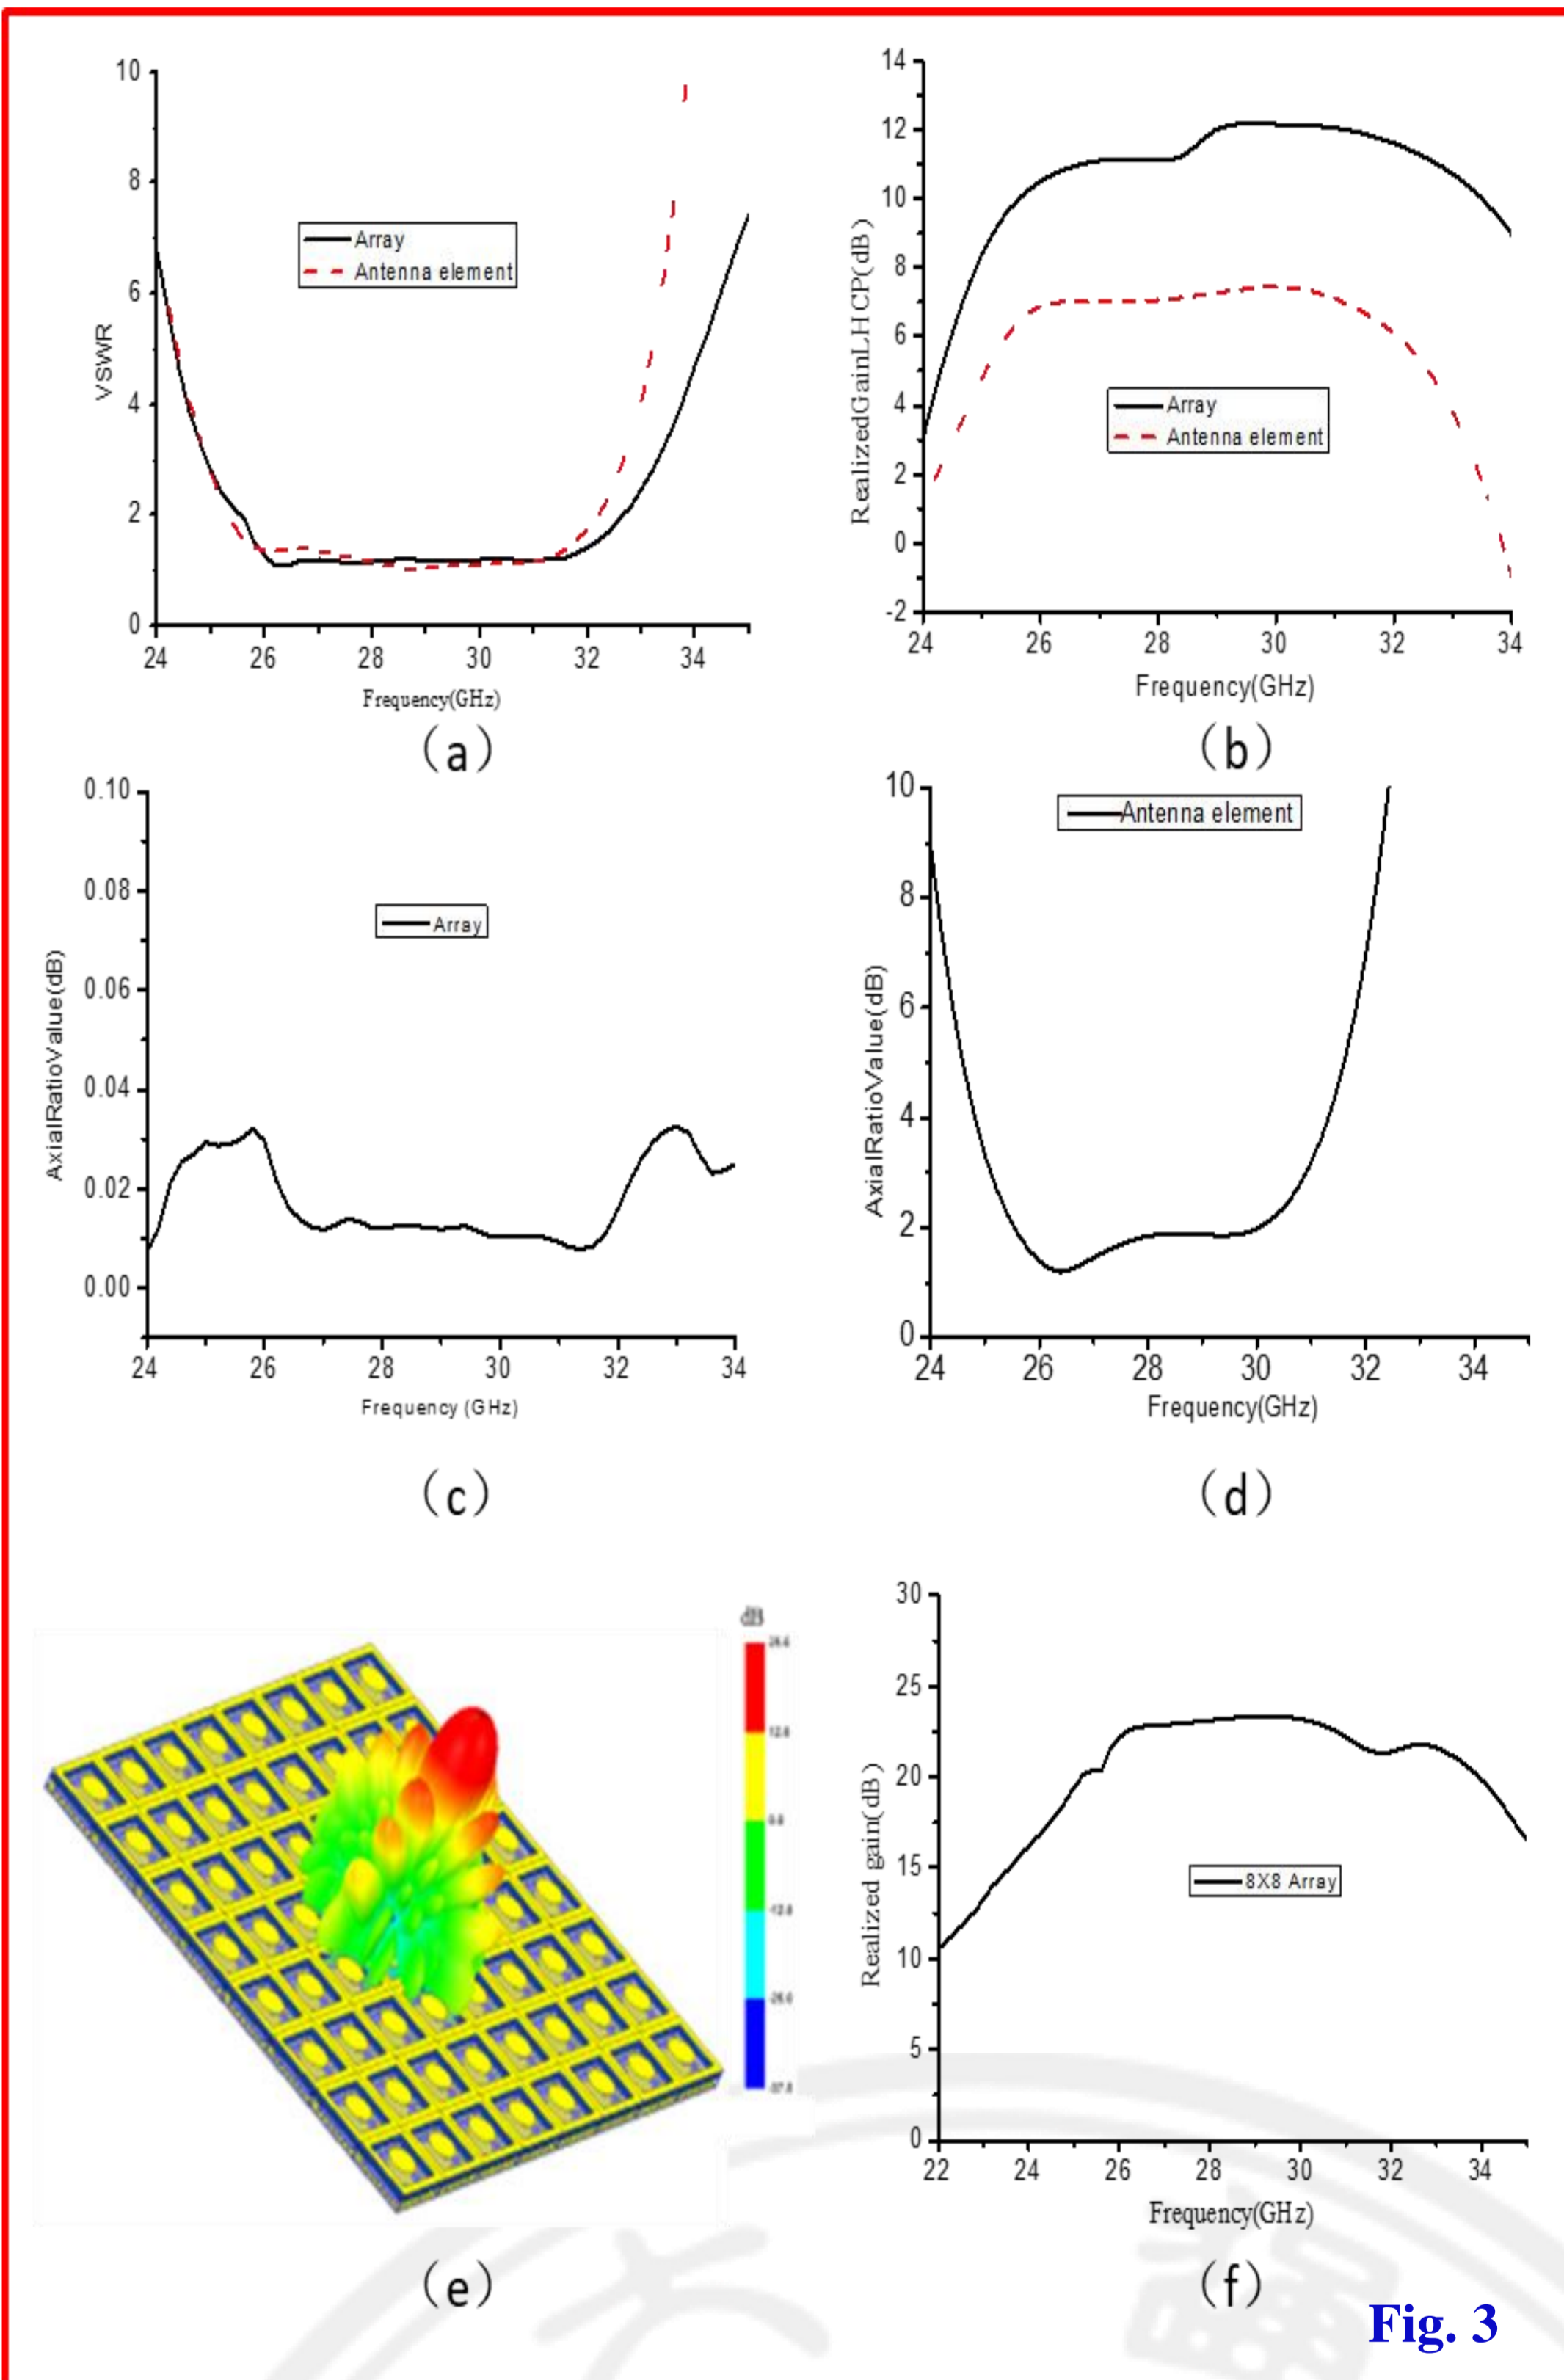 10
8
6
4
2
0
VSWR
Array
Antenna element
24 26 28 30 32 34
Frequency(GHz)
(a)
14
12
10
8
6
4
2
0
-2
RealizedGainLHCP(dB)
Array
Antenna element
24 26 28 30 32 34
Frequency(GHz)
(b)
0.10
0.08
0.06
0.04
0.02
0.00
AxialRatioValue(dB)
Array
24 26 28 30 32 34
Frequency (GHz)
(c)
10
8
6
4
2
0
AxialRatioValue(dB)
Antenna element
24 26 28 30 32 34
Frequency(GHz)
(d)
dB
(e)
30
25
20
15
10
5
0
Realized gain(dB)
8X8 Array
22 24 26 28 30 32 34
Frequency(GHz)
(f)
Fig. 3